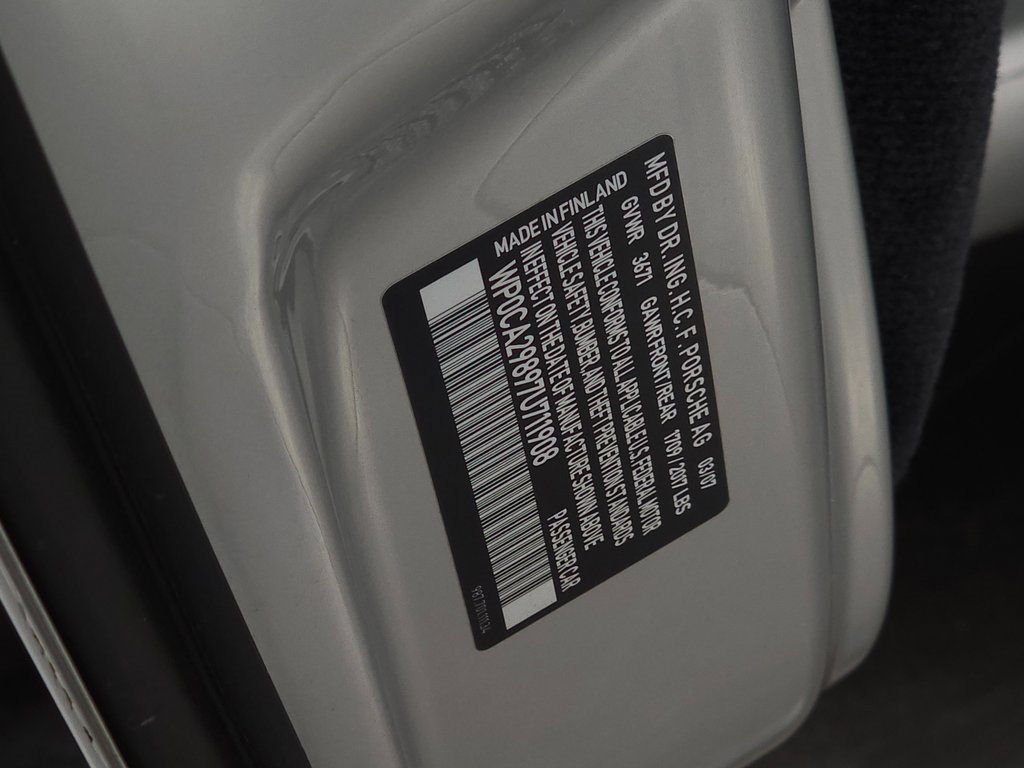 MFD BY DR. ING H.C. F. PORSCHE AG 03/07
GVWR 3671 GAWR FRONT/REAR 1709 / 2017 LBS
THIS VEHICLE CONFORMS TO ALL APPLICABLE U.S. FEDERAL MOTOR
VEHICLE SAFETY, BUMBER, AND THEFT PREVENTION STANDARDS
IN EFFECT ON THE DATE OF MANUFACTURE SHOWN ABOVE
MADE IN FINLAND WP0CA29897U711908 PASSENGER CAR